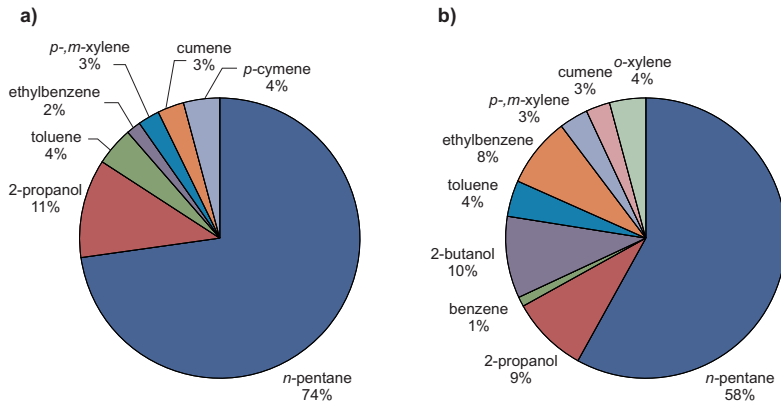 a)
p-,m-xylene
3%
cumene
3%
p-cymene
4%
ethylbenzene
2%
toluene
4%
2-propanol
11%
n-pentane
74%
b)
o-xylene
4%
cumene
3%
p-,m-xylene
3%
ethylbenzene
8%
toluene
4%
2-butanol
10%
benzene
1%
2-propanol
9%
n-pentane
58%